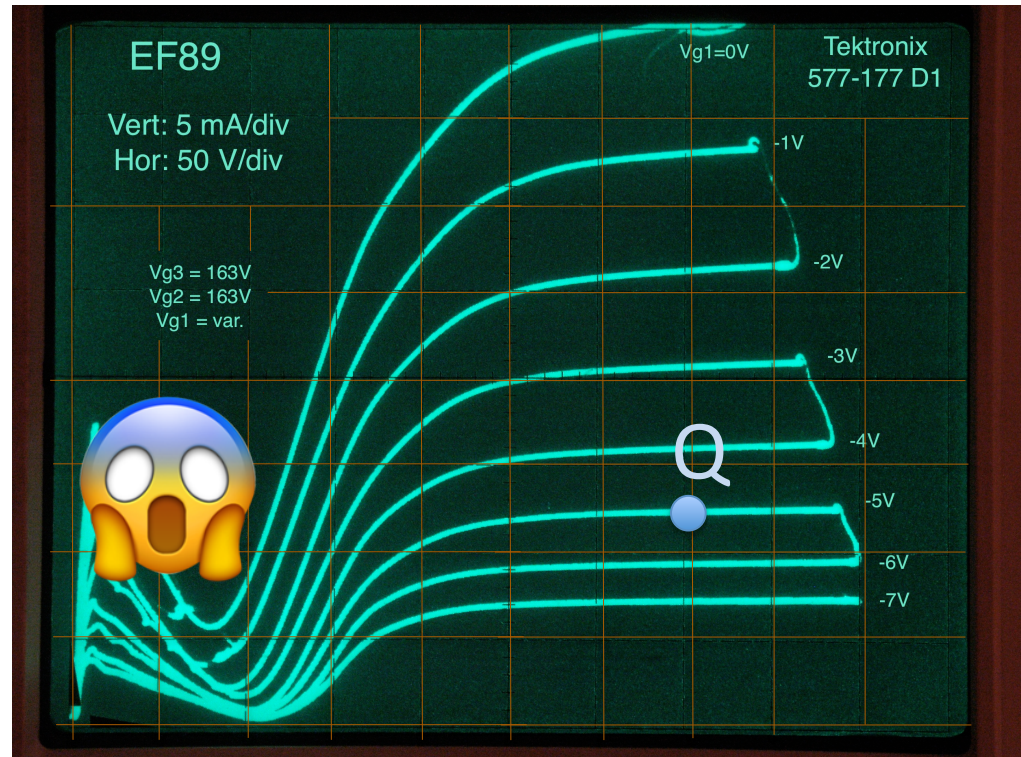 EF89
Vert: 5 mA/div
Hor: 50 V/div
Vg1=0V
Tektronix
577-177 D1
-1V
-2V
Vg3 = 163V
Vg2 = 163V
Vg1 = var.
-3V
-4V
Q
-5V
-6V
-7V